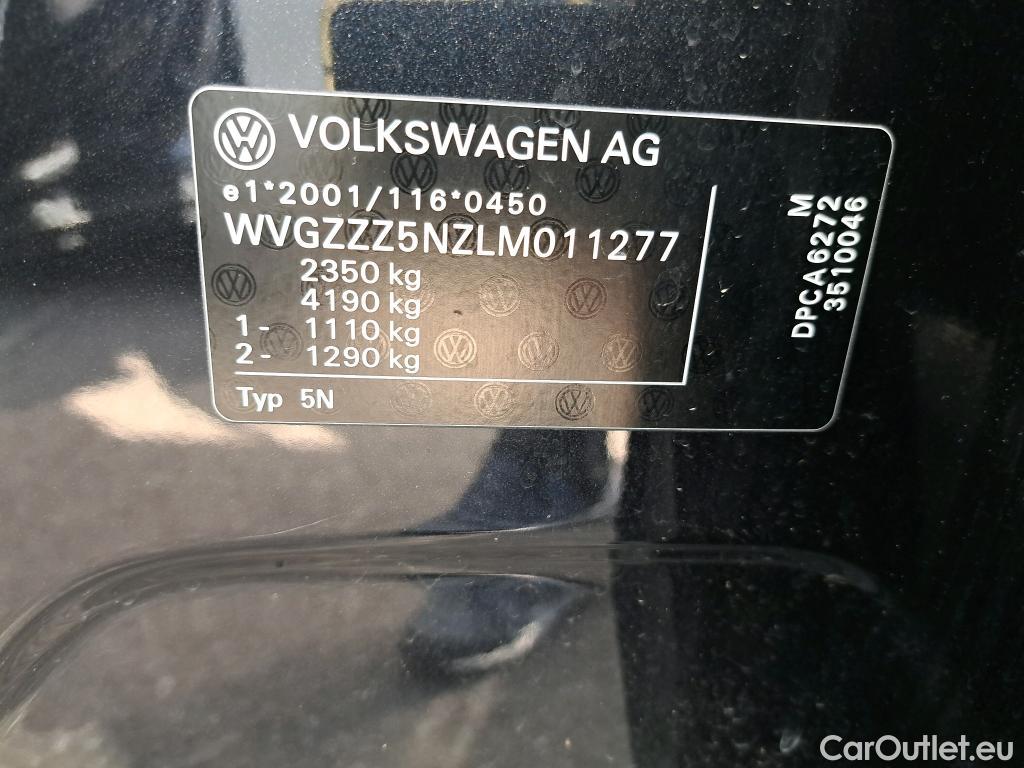 VOLKSWAGEN AG
e1*2001/116*0450
WVGZZZ5NZLM011277
2350 kg
4190 kg
1- 1110 kg
2- 1290 kg
Typ 5N
M
DPCA6272
3510046
CarOutlet.eu